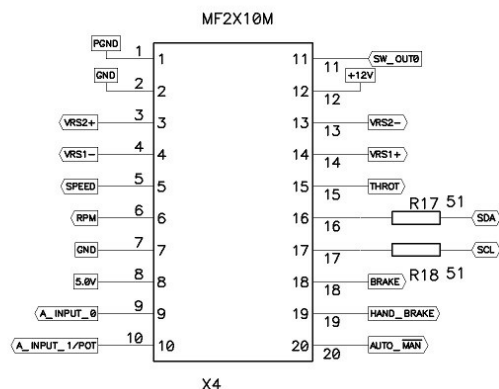 MF2X10M
PGND 1 1 11 11 SW_OUT0
GND 2 2 12 12 +12V
VRS2+ 3 3 13 13 VRS2-
VRS1- 4 4 14 14 VRS1+
SPEED 5 5 15 15 THROT
RPM 6 6 16 16 R17 51 SDA
GND 7 7 17 17 R18 51 SCL
5.0V 8 8 18 18 BRAKE
A_INPUT_0 9 9 19 19 HAND_BRAKE
A_INPUT_1/POT 10 10 20 20 AUTO_MAN
X4